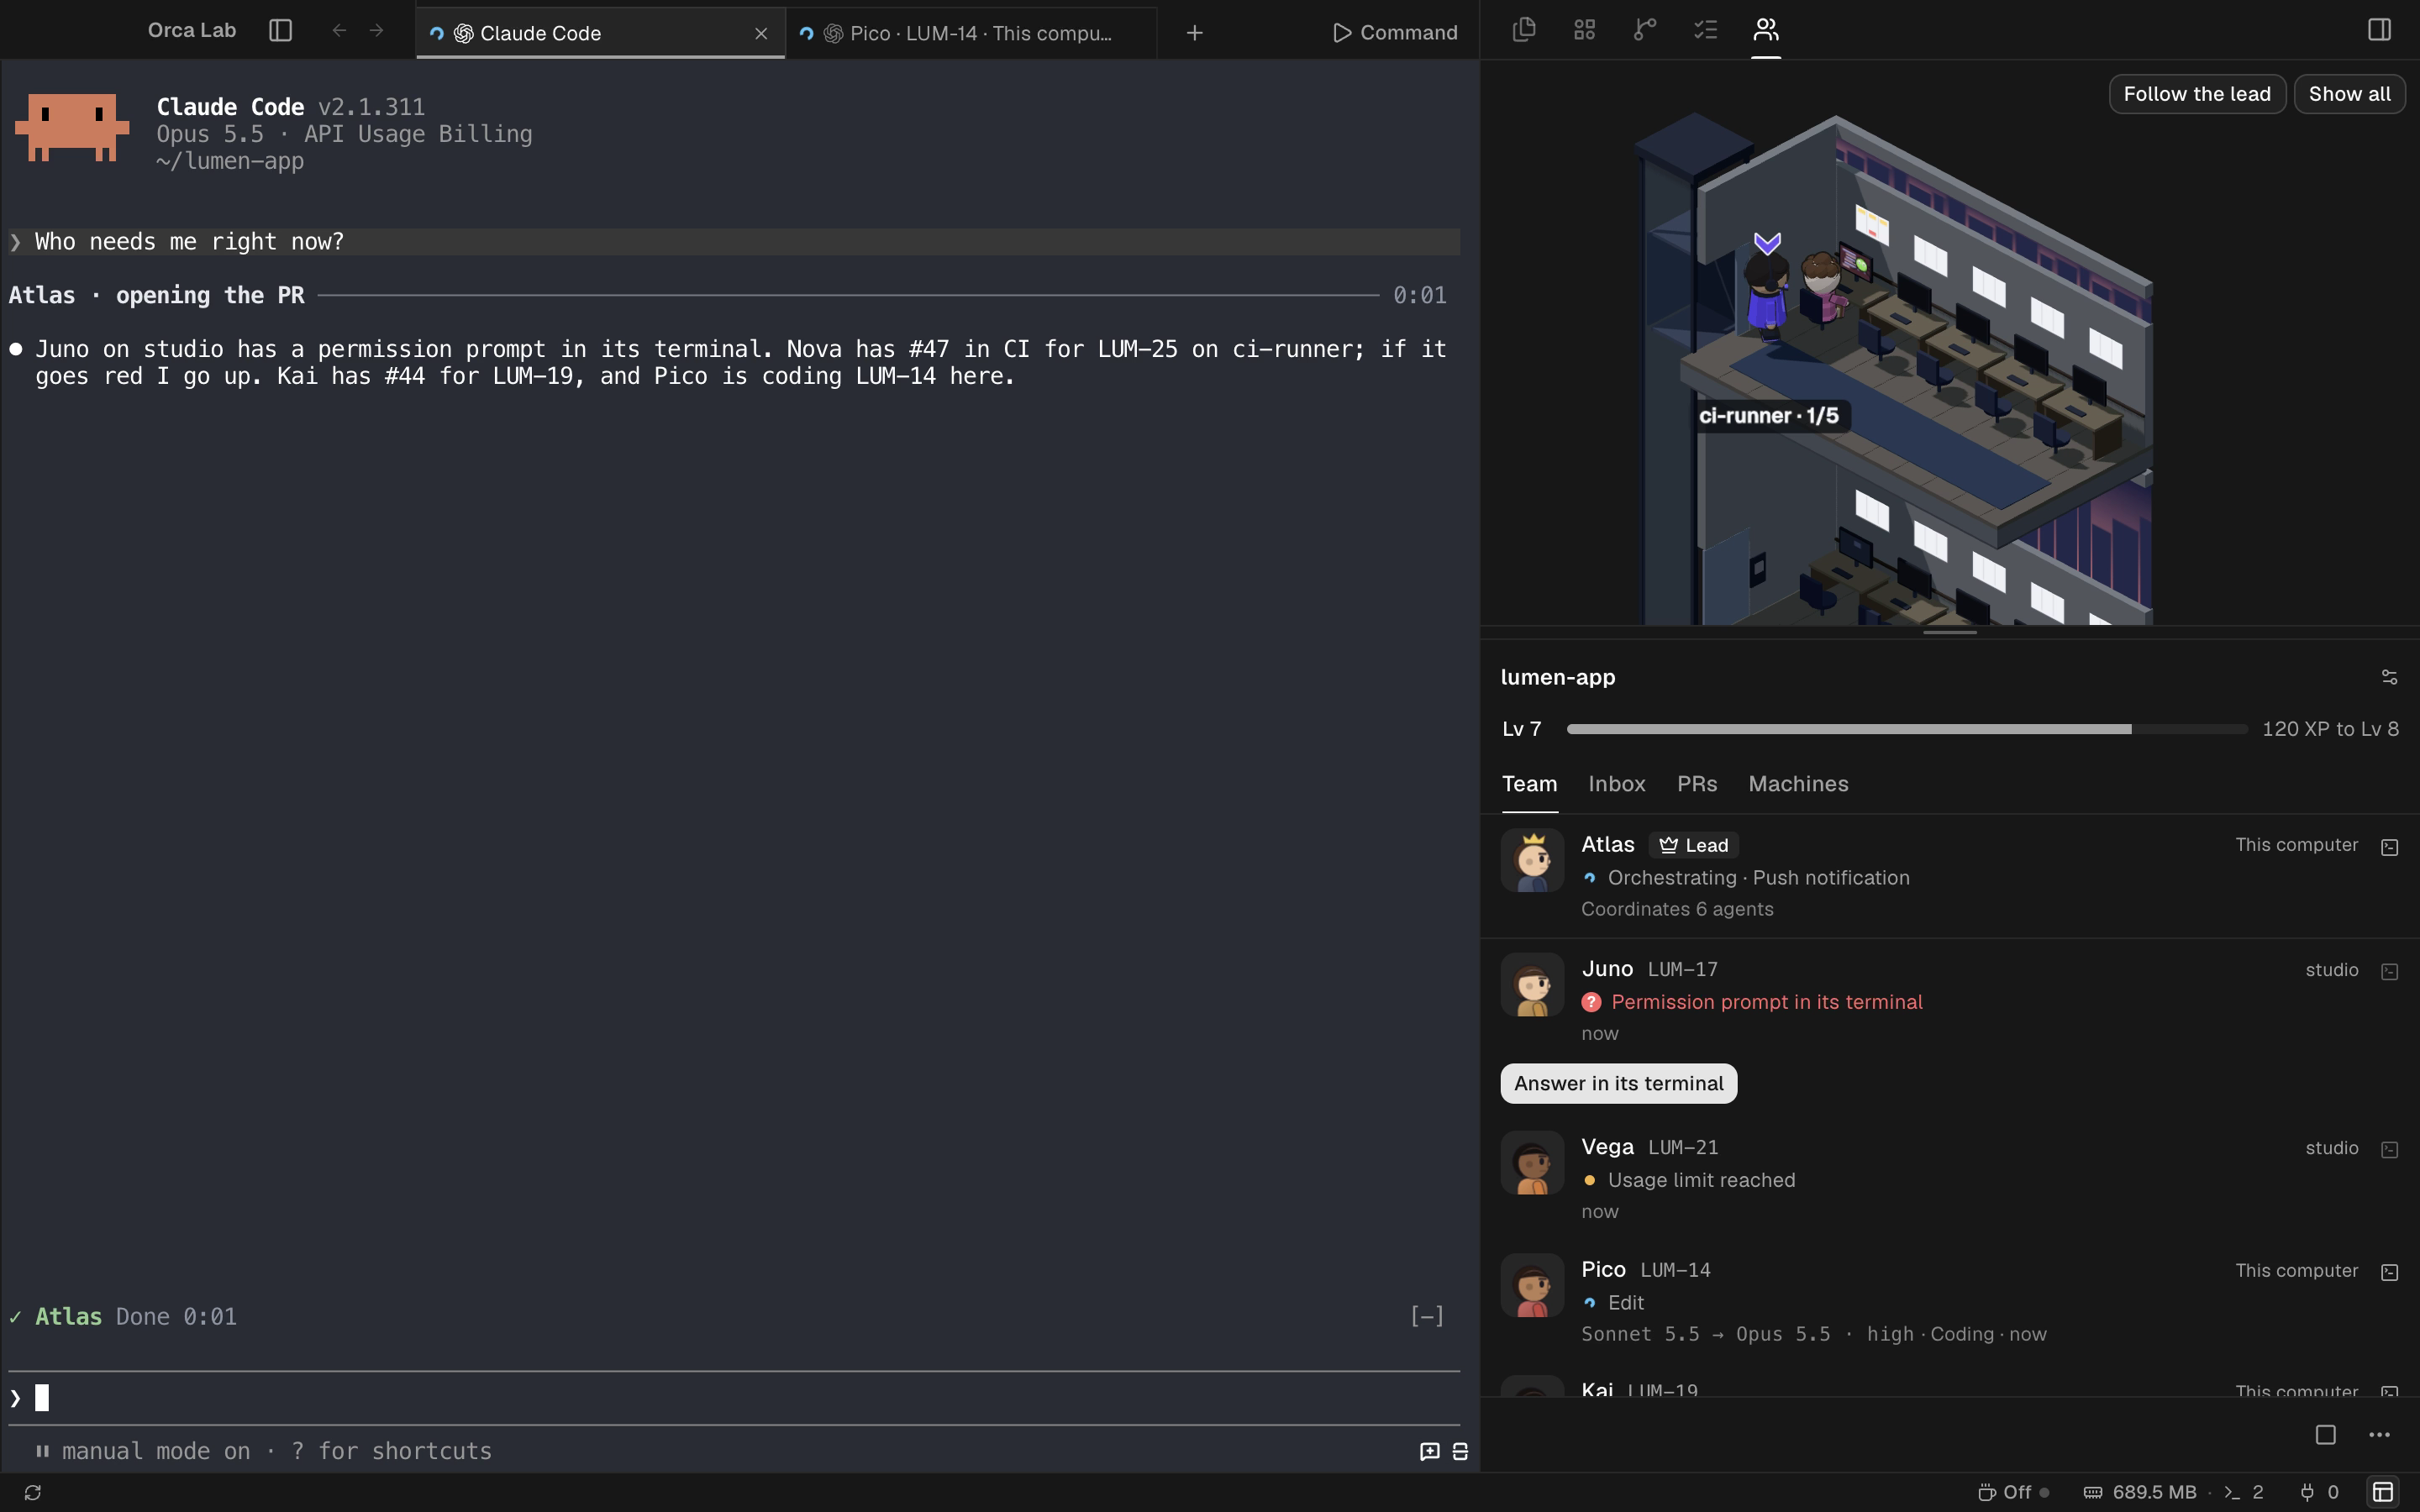 Orca Lab
Claude Code
Pico · LUM-14 · This compu...
Command
Claude Code v2.1.311
Opus 5.5 · API Usage Billing
~/lumen-app
❯ Who needs me right now?
Atlas · opening the PR 0:01
● Juno on studio has a permission prompt in its terminal. Nova has #47 in CI for LUM-25 on ci-runner; if it
goes red I go up. Kai has #44 for LUM-19, and Pico is coding LUM-14 here.
✓ Atlas Done 0:01 [-]
❯
manual mode on · ? for shortcuts
Follow the lead
Show all
ci-runner · 1/5
lumen-app
Lv 7
120 XP to Lv 8
Team Inbox PRs Machines
Atlas Lead This computer
Orchestrating · Push notification
Coordinates 6 agents
Juno LUM-17 studio
? Permission prompt in its terminal
now
Answer in its terminal
Vega LUM-21 studio
Usage limit reached
now
Pico LUM-14 This computer
Edit
Sonnet 5.5 → Opus 5.5 · high · Coding · now
Kai LUM-19 This computer
Off 689.5 MB · 2 0